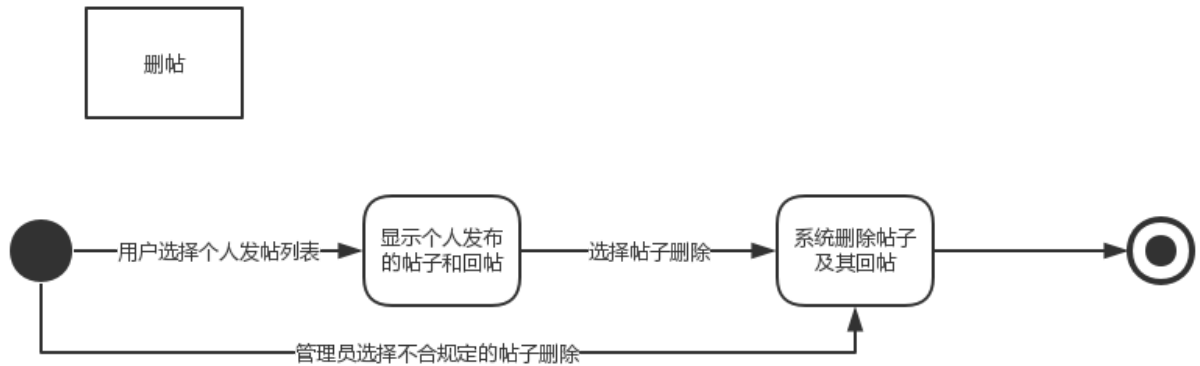 删帖
用户选择个人发帖列表
显示个人发布
的帖子和回帖
选择帖子删除
系统删除帖子
及其回帖
管理员选择不合规定的帖子删除